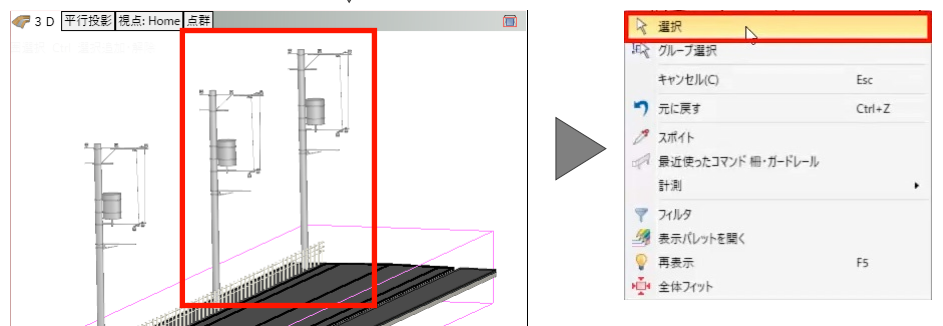 3 D 平行投影 視点: Home 点群
選択
グループ選択
キャンセル(C) Esc
元に戻す Ctrl+Z
スポイト
最近使ったコマンド 柵・ガードレール
計測
フィルタ
表示パレットを開く
再表示 F5
全体フィット